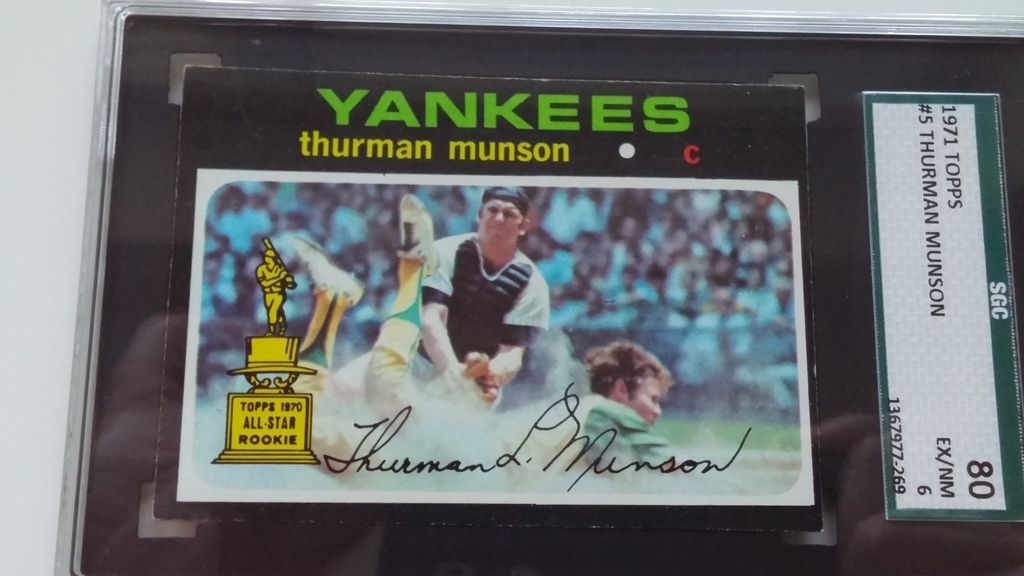 YANKEES
thurman munson • c
TOPPS 1970
ALL-STAR
ROOKIE
Thurman L. Munson
SGC
1971 TOPPS
#5 THURMAN MUNSON
80
EX/NM
6
1367977-269